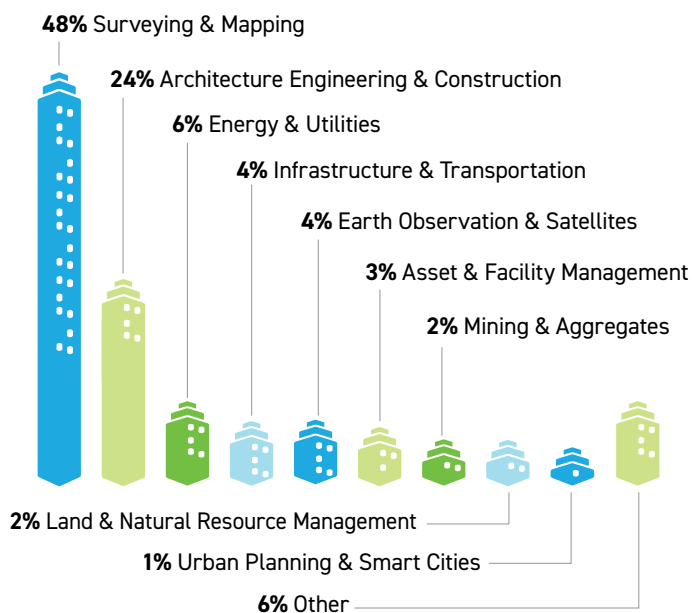 48% Surveying & Mapping
24% Architecture Engineering & Construction
6% Energy & Utilities
4% Infrastructure & Transportation
4% Earth Observation & Satellites
3% Asset & Facility Management
2% Mining & Aggregates
2% Land & Natural Resource Management
1% Urban Planning & Smart Cities
6% Other